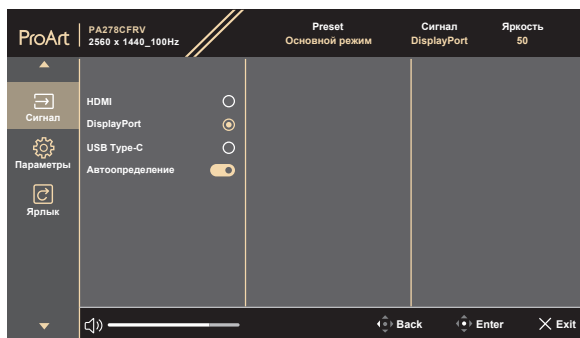 ProArt
PA278CFRV
2560 x 1440_100Hz
Preset
Основной режим
Сигнал
DisplayPort
Яркость
50
Сигнал
Параметры
Ярлык
HDMI
DisplayPort
USB Type-C
Автоопределение
Back
Enter
Exit